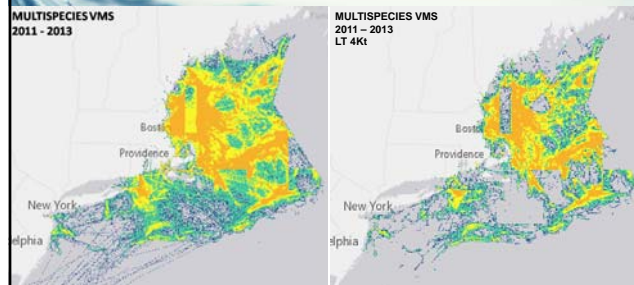 MULTISPECIES VMS
2011 - 2013
Bost
Providence
New York
elphia
MULTISPECIES VMS
2011 – 2013
LT 4Kt
Bost
Providence
New York
elphia